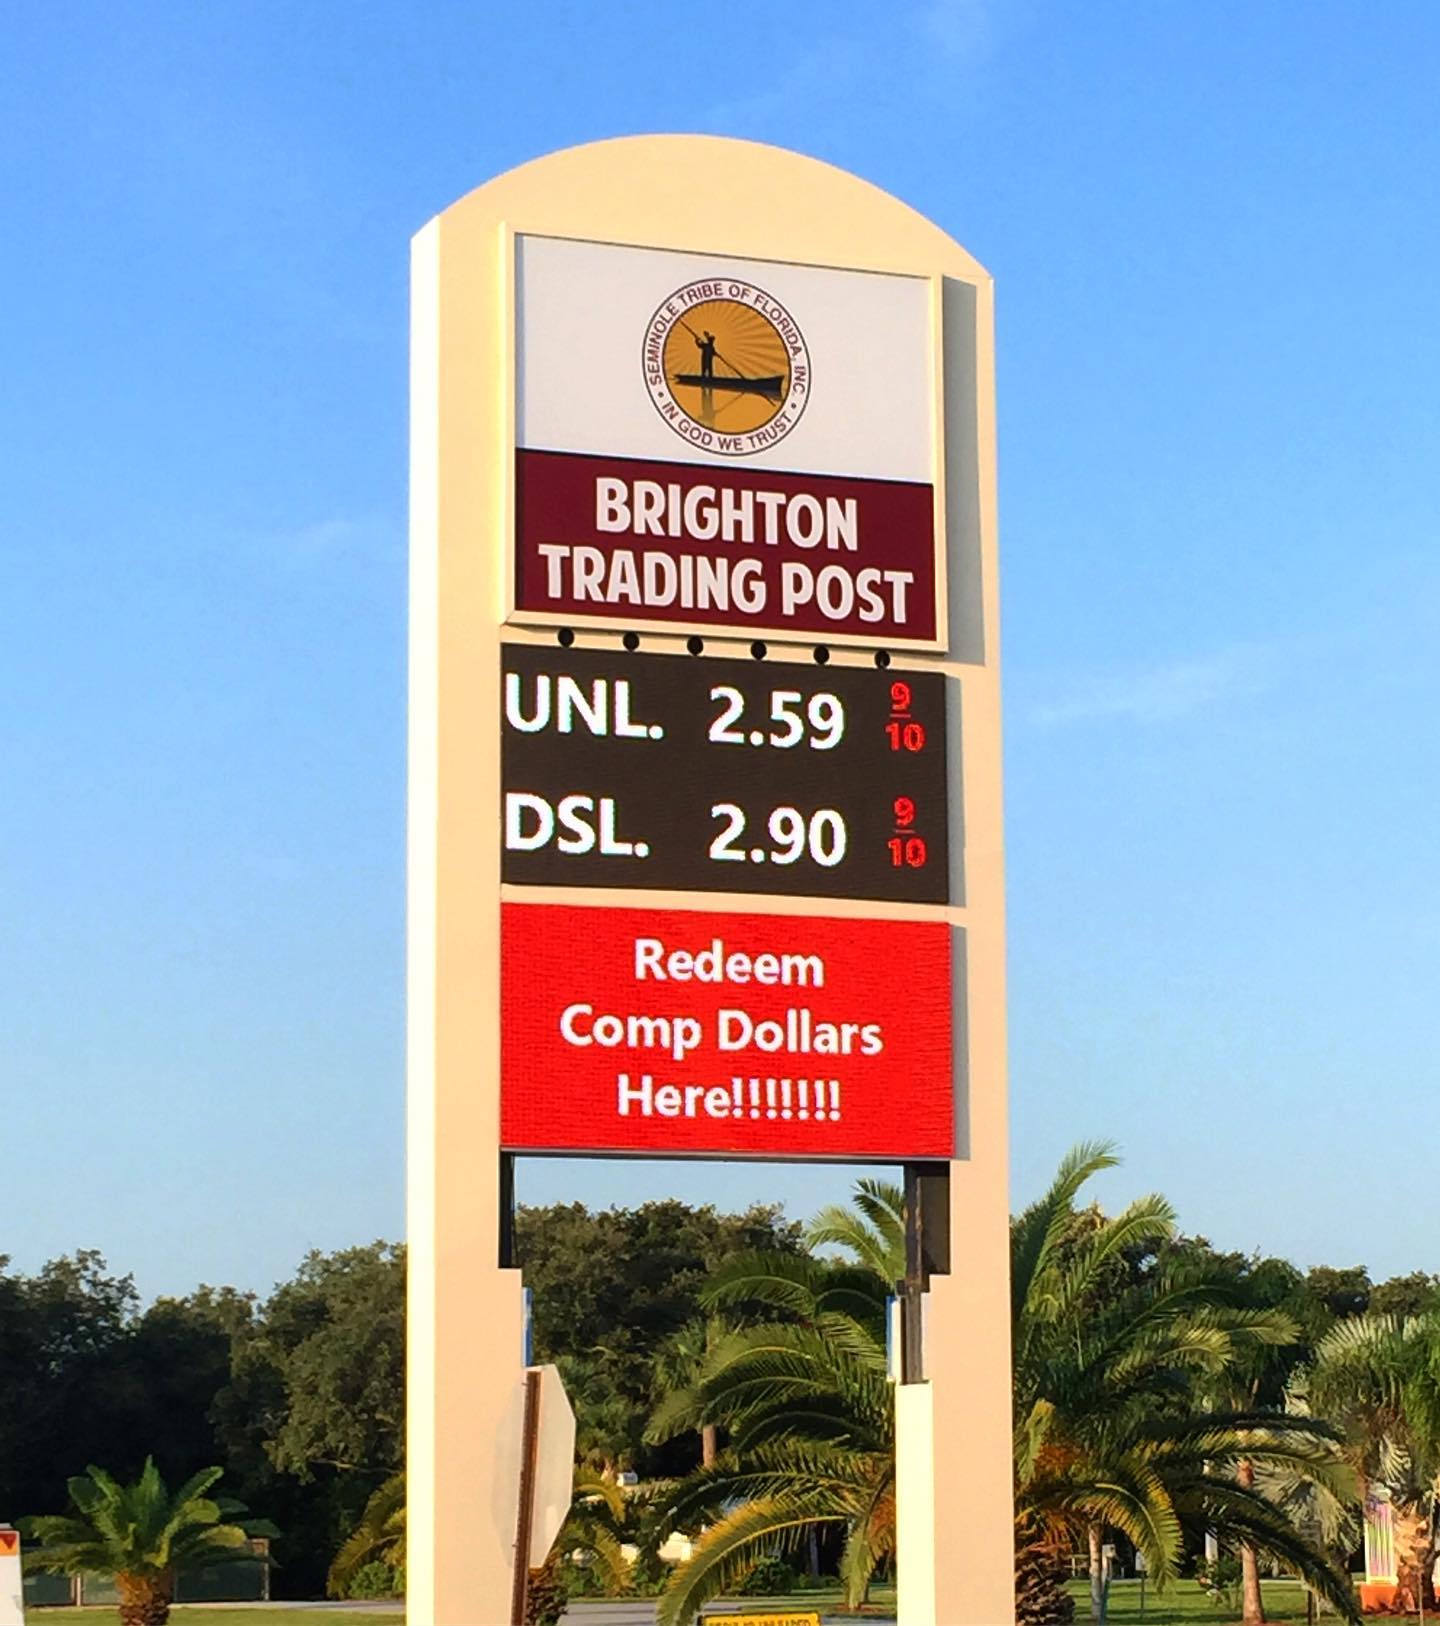 SEMINOLE TRIBE OF FLORIDA, INC.
• IN GOD WE TRUST •
BRIGHTON
TRADING POST
UNL. 2.59 9/10
DSL. 2.90 9/10
Redeem
Comp Dollars
Here!!!!!!!